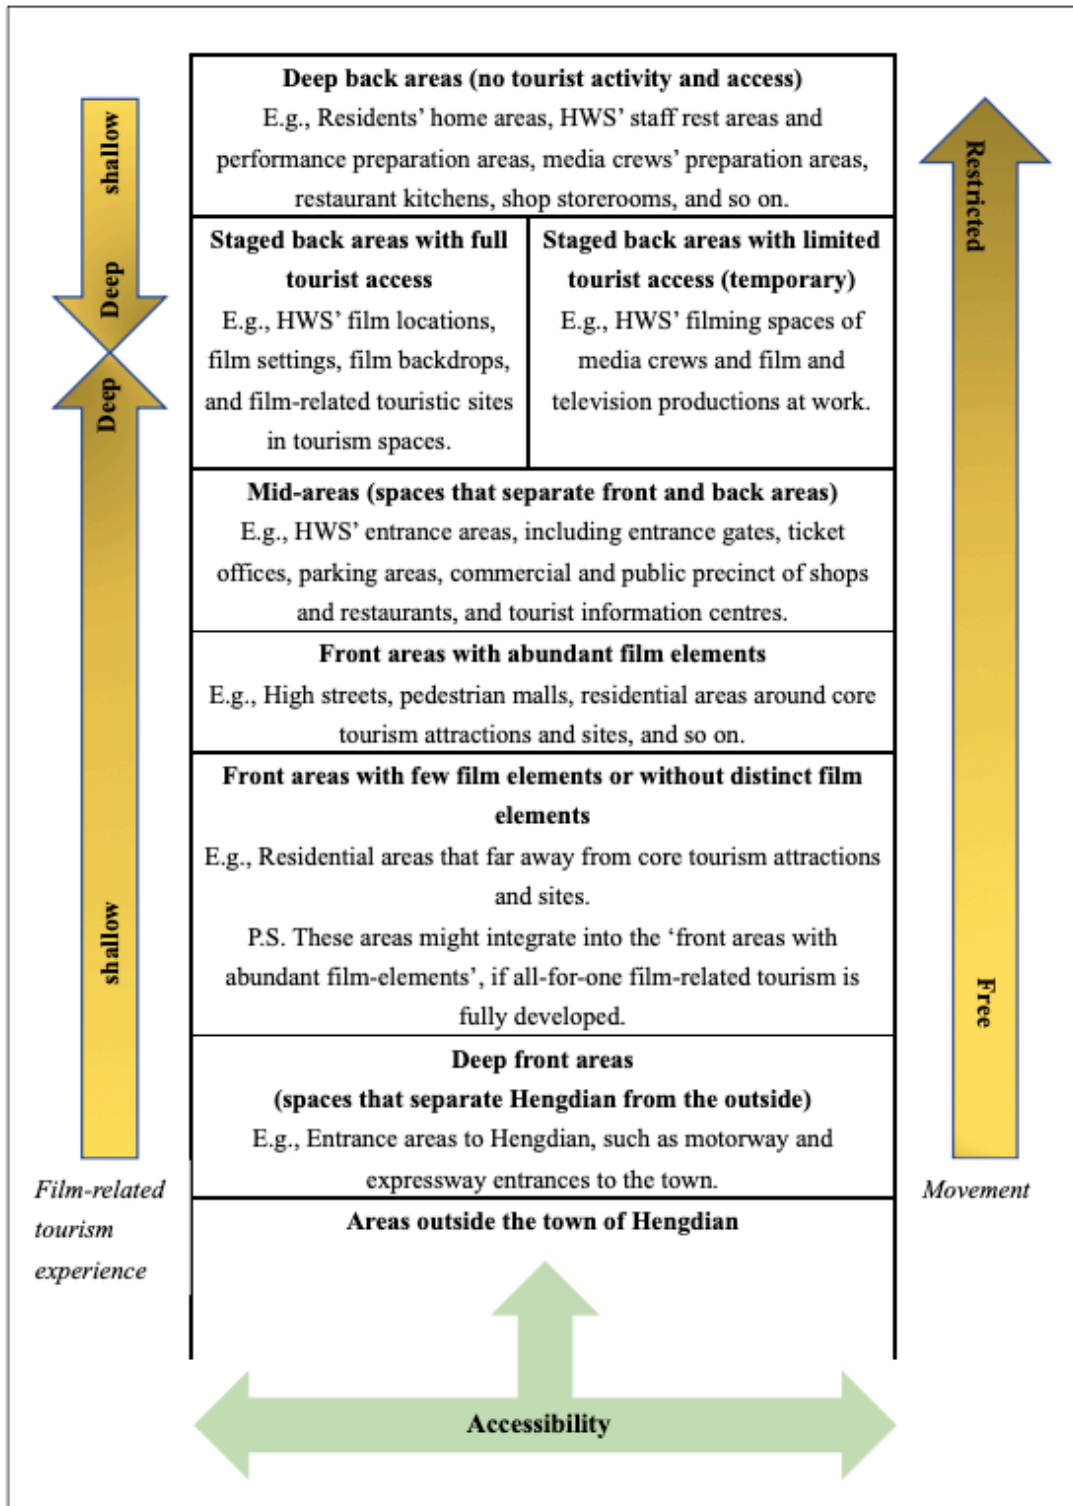 Deep back areas (no tourist activity and access)
E.g., Residents' home areas, HWS' staff rest areas and
performance preparation areas, media crews' preparation areas,
restaurant kitchens, shop storerooms, and so on.
Staged back areas with full
tourist access
E.g., HWS' film locations,
film settings, film backdrops,
and film-related touristic sites
in tourism spaces.
Staged back areas with limited
tourist access (temporary)
E.g., HWS' filming spaces of
media crews and film and
television productions at work.
Mid-areas (spaces that separate front and back areas)
E.g., HWS' entrance areas, including entrance gates, ticket
offices, parking areas, commercial and public precinct of shops
and restaurants, and tourist information centres.
Front areas with abundant film elements
E.g., High streets, pedestrian malls, residential areas around core
tourism attractions and sites, and so on.
Front areas with few film elements or without distinct film
elements
E.g., Residential areas that far away from core tourism attractions
and sites.
P.S. These areas might integrate into the ‘front areas with
abundant film-elements’, if all-for-one film-related tourism is
fully developed.
Deep front areas
(spaces that separate Hengdian from the outside)
E.g., Entrance areas to Hengdian, such as motorway and
expressway entrances to the town.
Areas outside the town of Hengdian
shallow
Deep
Deep
shallow
Film-related
tourism
experience
Restricted
Free
Movement
Accessibility